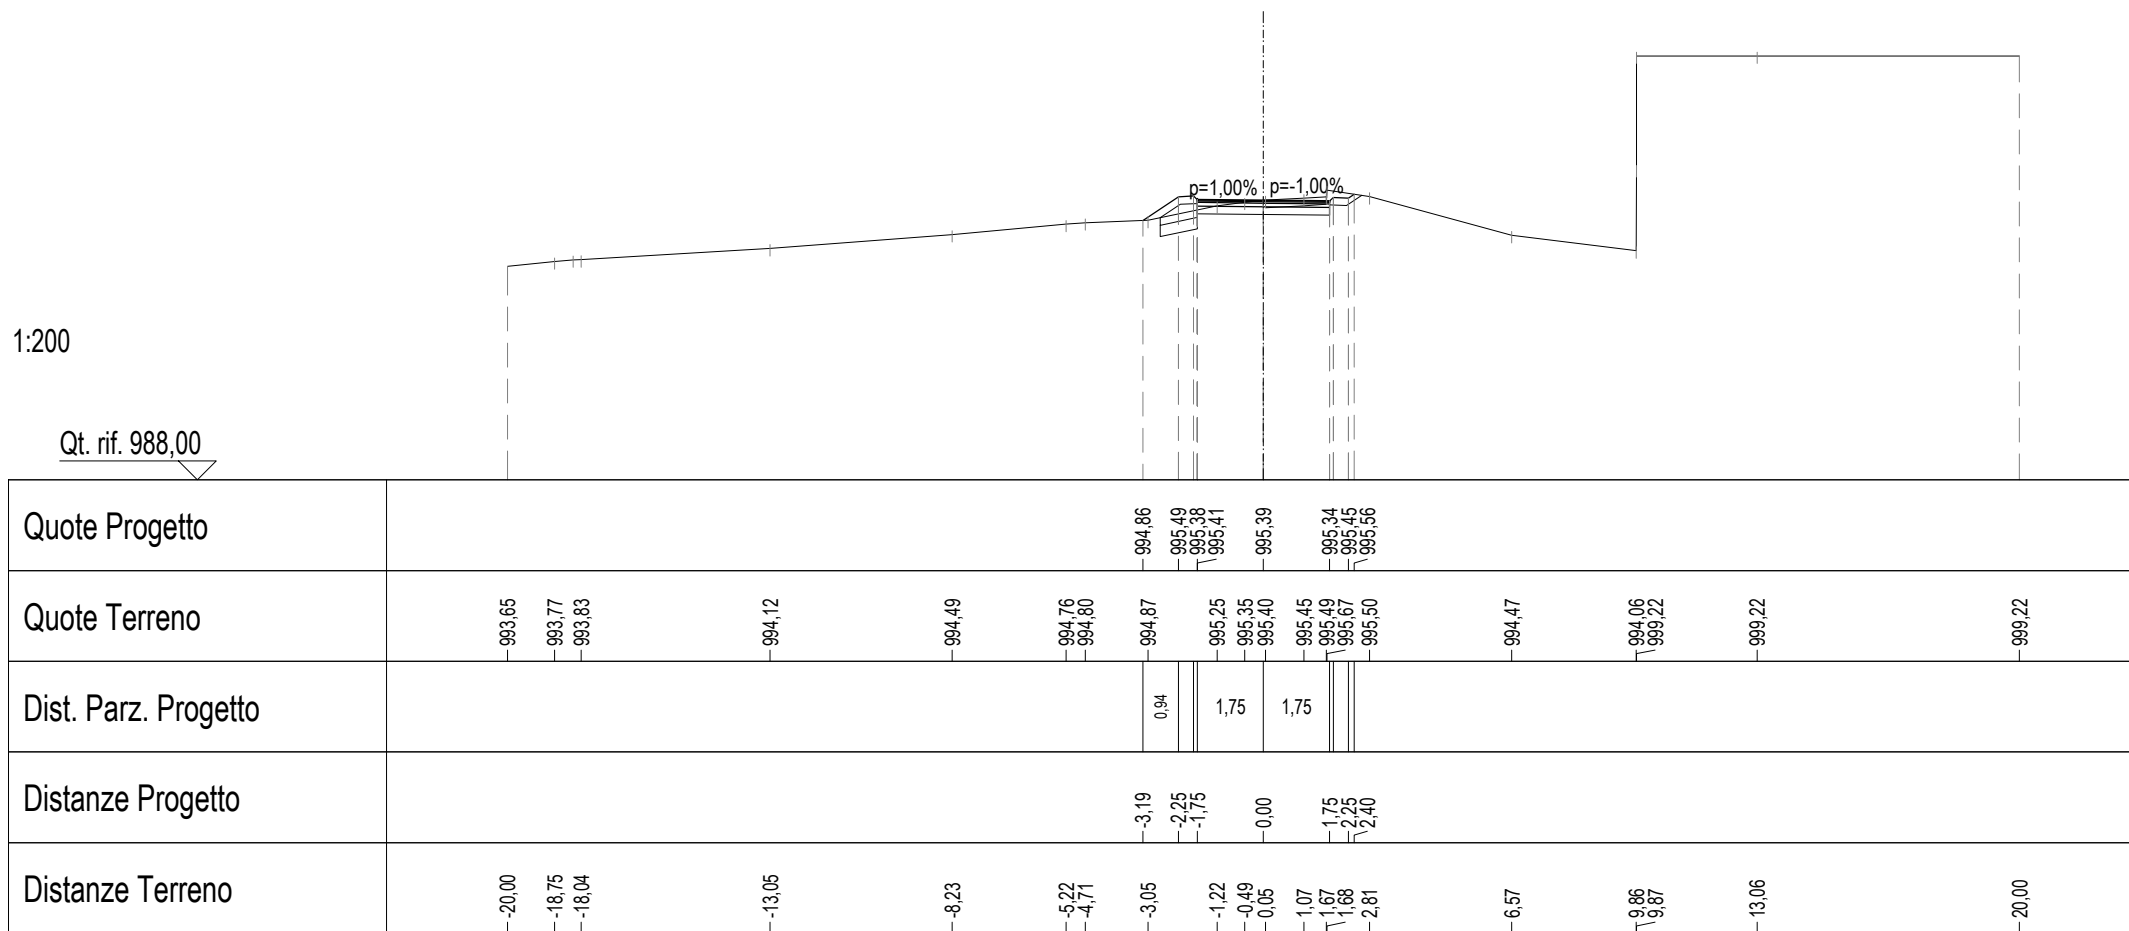 p=1,00% p=-1,00%
1:200
Qt. rif. 988,00
Quote Progetto 994,86 995,49 995,38 995,41 995,39 995,34 995,45 995,56
Quote Terreno 993,65 993,77 993,83 994,12 994,49 994,76 994,80 994,87 995,25 995,35 995,40 995,45 995,49 995,67 995,50 994,47 994,06 999,22 999,22 999,22
Dist. Parz. Progetto 0,94 1,75 1,75
Distanze Progetto -3,19 -2,25 -1,75 0,00 1,75 2,25 2,40
Distanze Terreno -20,00 -18,75 -18,04 -13,05 -8,23 -5,22 -4,71 -3,05 -1,22 -0,49 0,05 1,07 1,67 1,68 2,81 6,57 9,86 9,87 13,06 20,00